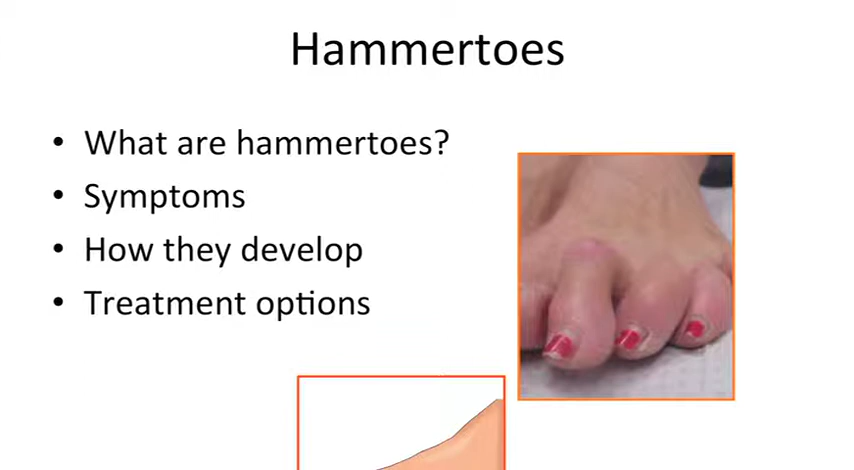 Hammertoes
• What are hammertoes?
• Symptoms
• How they develop
• Treatment options